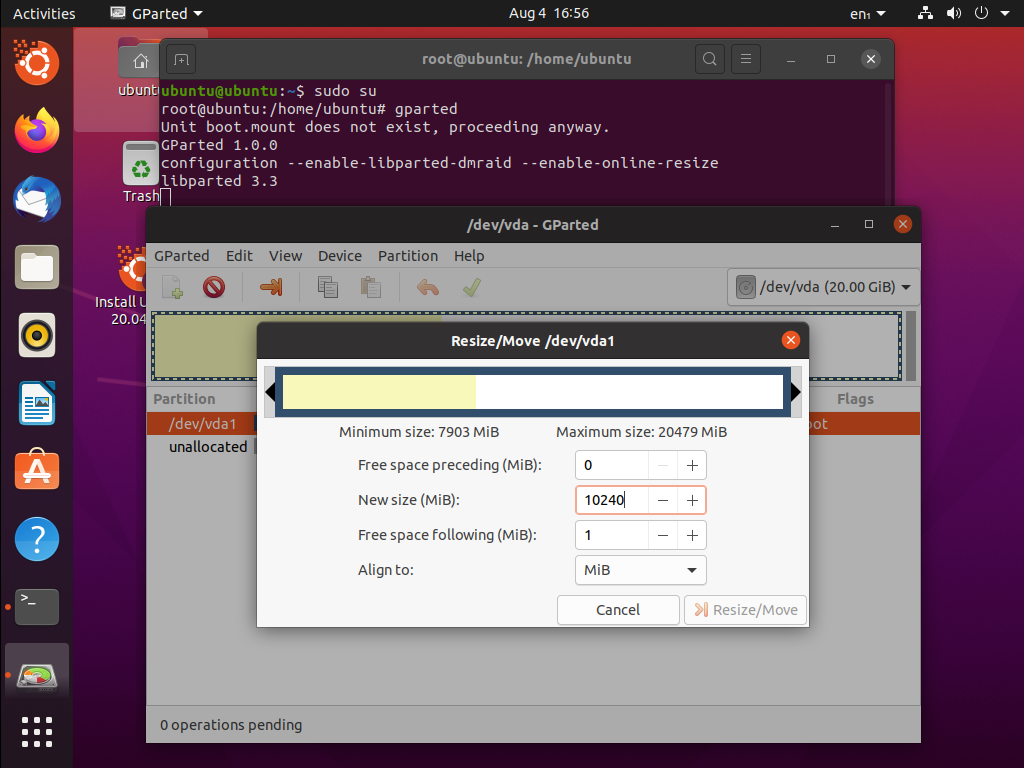 Activities
GParted
Aug 4 16:56
en₁
root@ubuntu: /home/ubuntu
ubuntu
ubuntu@ubuntu:~$ sudo su
root@ubuntu:/home/ubuntu# gparted
Unit boot.mount does not exist, proceeding anyway.
GParted 1.0.0
configuration --enable-libparted-dmraid --enable-online-resize
libparted 3.3
Trash
/dev/vda - GParted
GParted Edit View Device Partition Help
/dev/vda (20.00 GiB)
Install
20.04
Resize/Move /dev/vda1
Partition
Flags
/dev/vda1
unallocated
Minimum size: 7903 MiB
Maximum size: 20479 MiB
Free space preceding (MiB):
0
New size (MiB):
10240
Free space following (MiB):
1
Align to:
MiB
Cancel
Resize/Move
0 operations pending